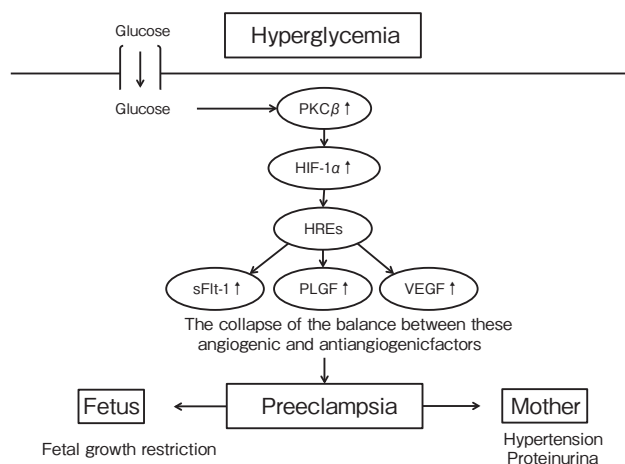 Glucose
Hyperglycemia
Glucose
PKCβ↑
HIF-1α↑
HREs
sFlt-1↑
PLGF↑
VEGF↑
The collapse of the balance between these
angiogenic and antiangiogenicfactors
Fetus
Preeclampsia
Mother
Fetal growth restriction
Hypertension
Proteinurina